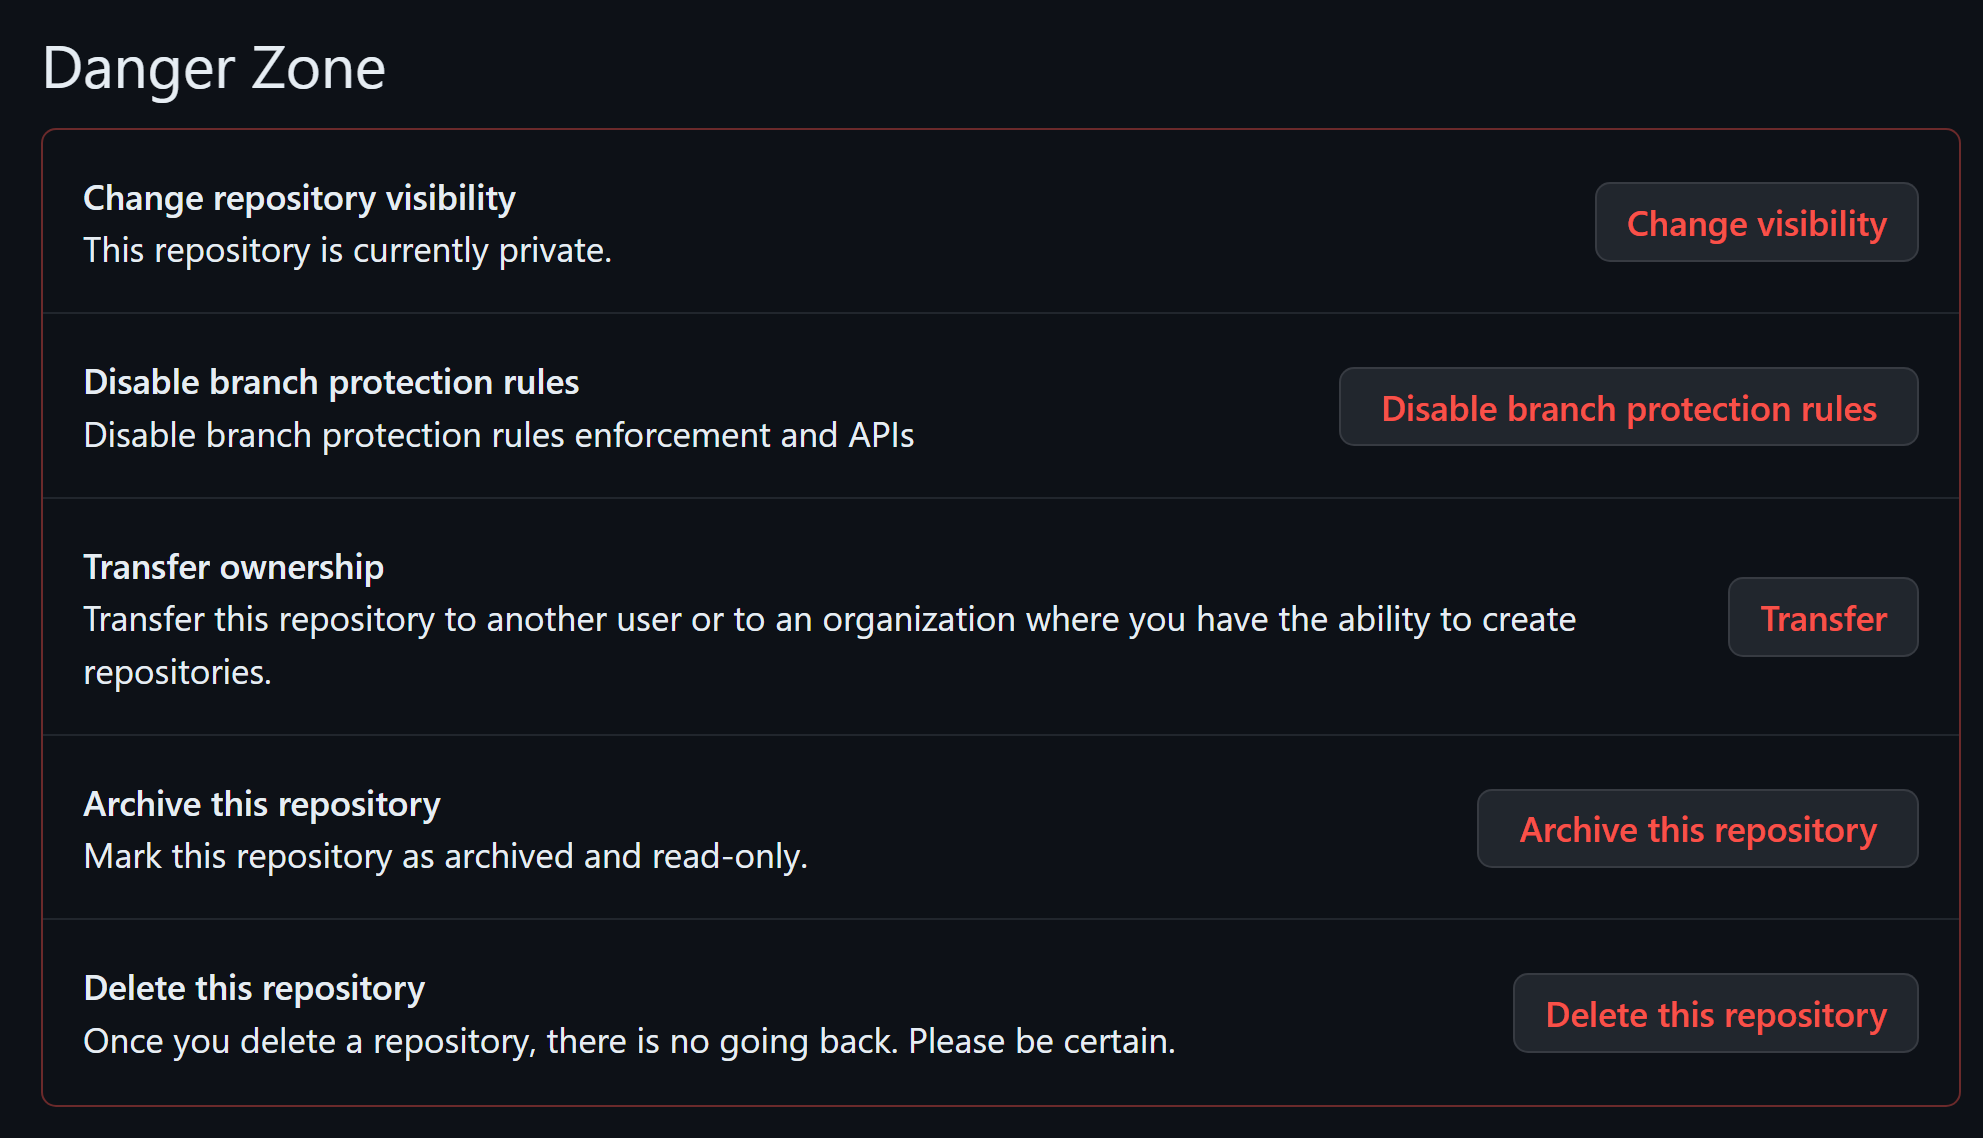 Danger Zone
Change repository visibility
This repository is currently private.
Change visibility
Disable branch protection rules
Disable branch protection rules enforcement and APIs
Disable branch protection rules
Transfer ownership
Transfer this repository to another user or to an organization where you have the ability to create
repositories.
Transfer
Archive this repository
Mark this repository as archived and read-only.
Archive this repository
Delete this repository
Once you delete a repository, there is no going back. Please be certain.
Delete this repository